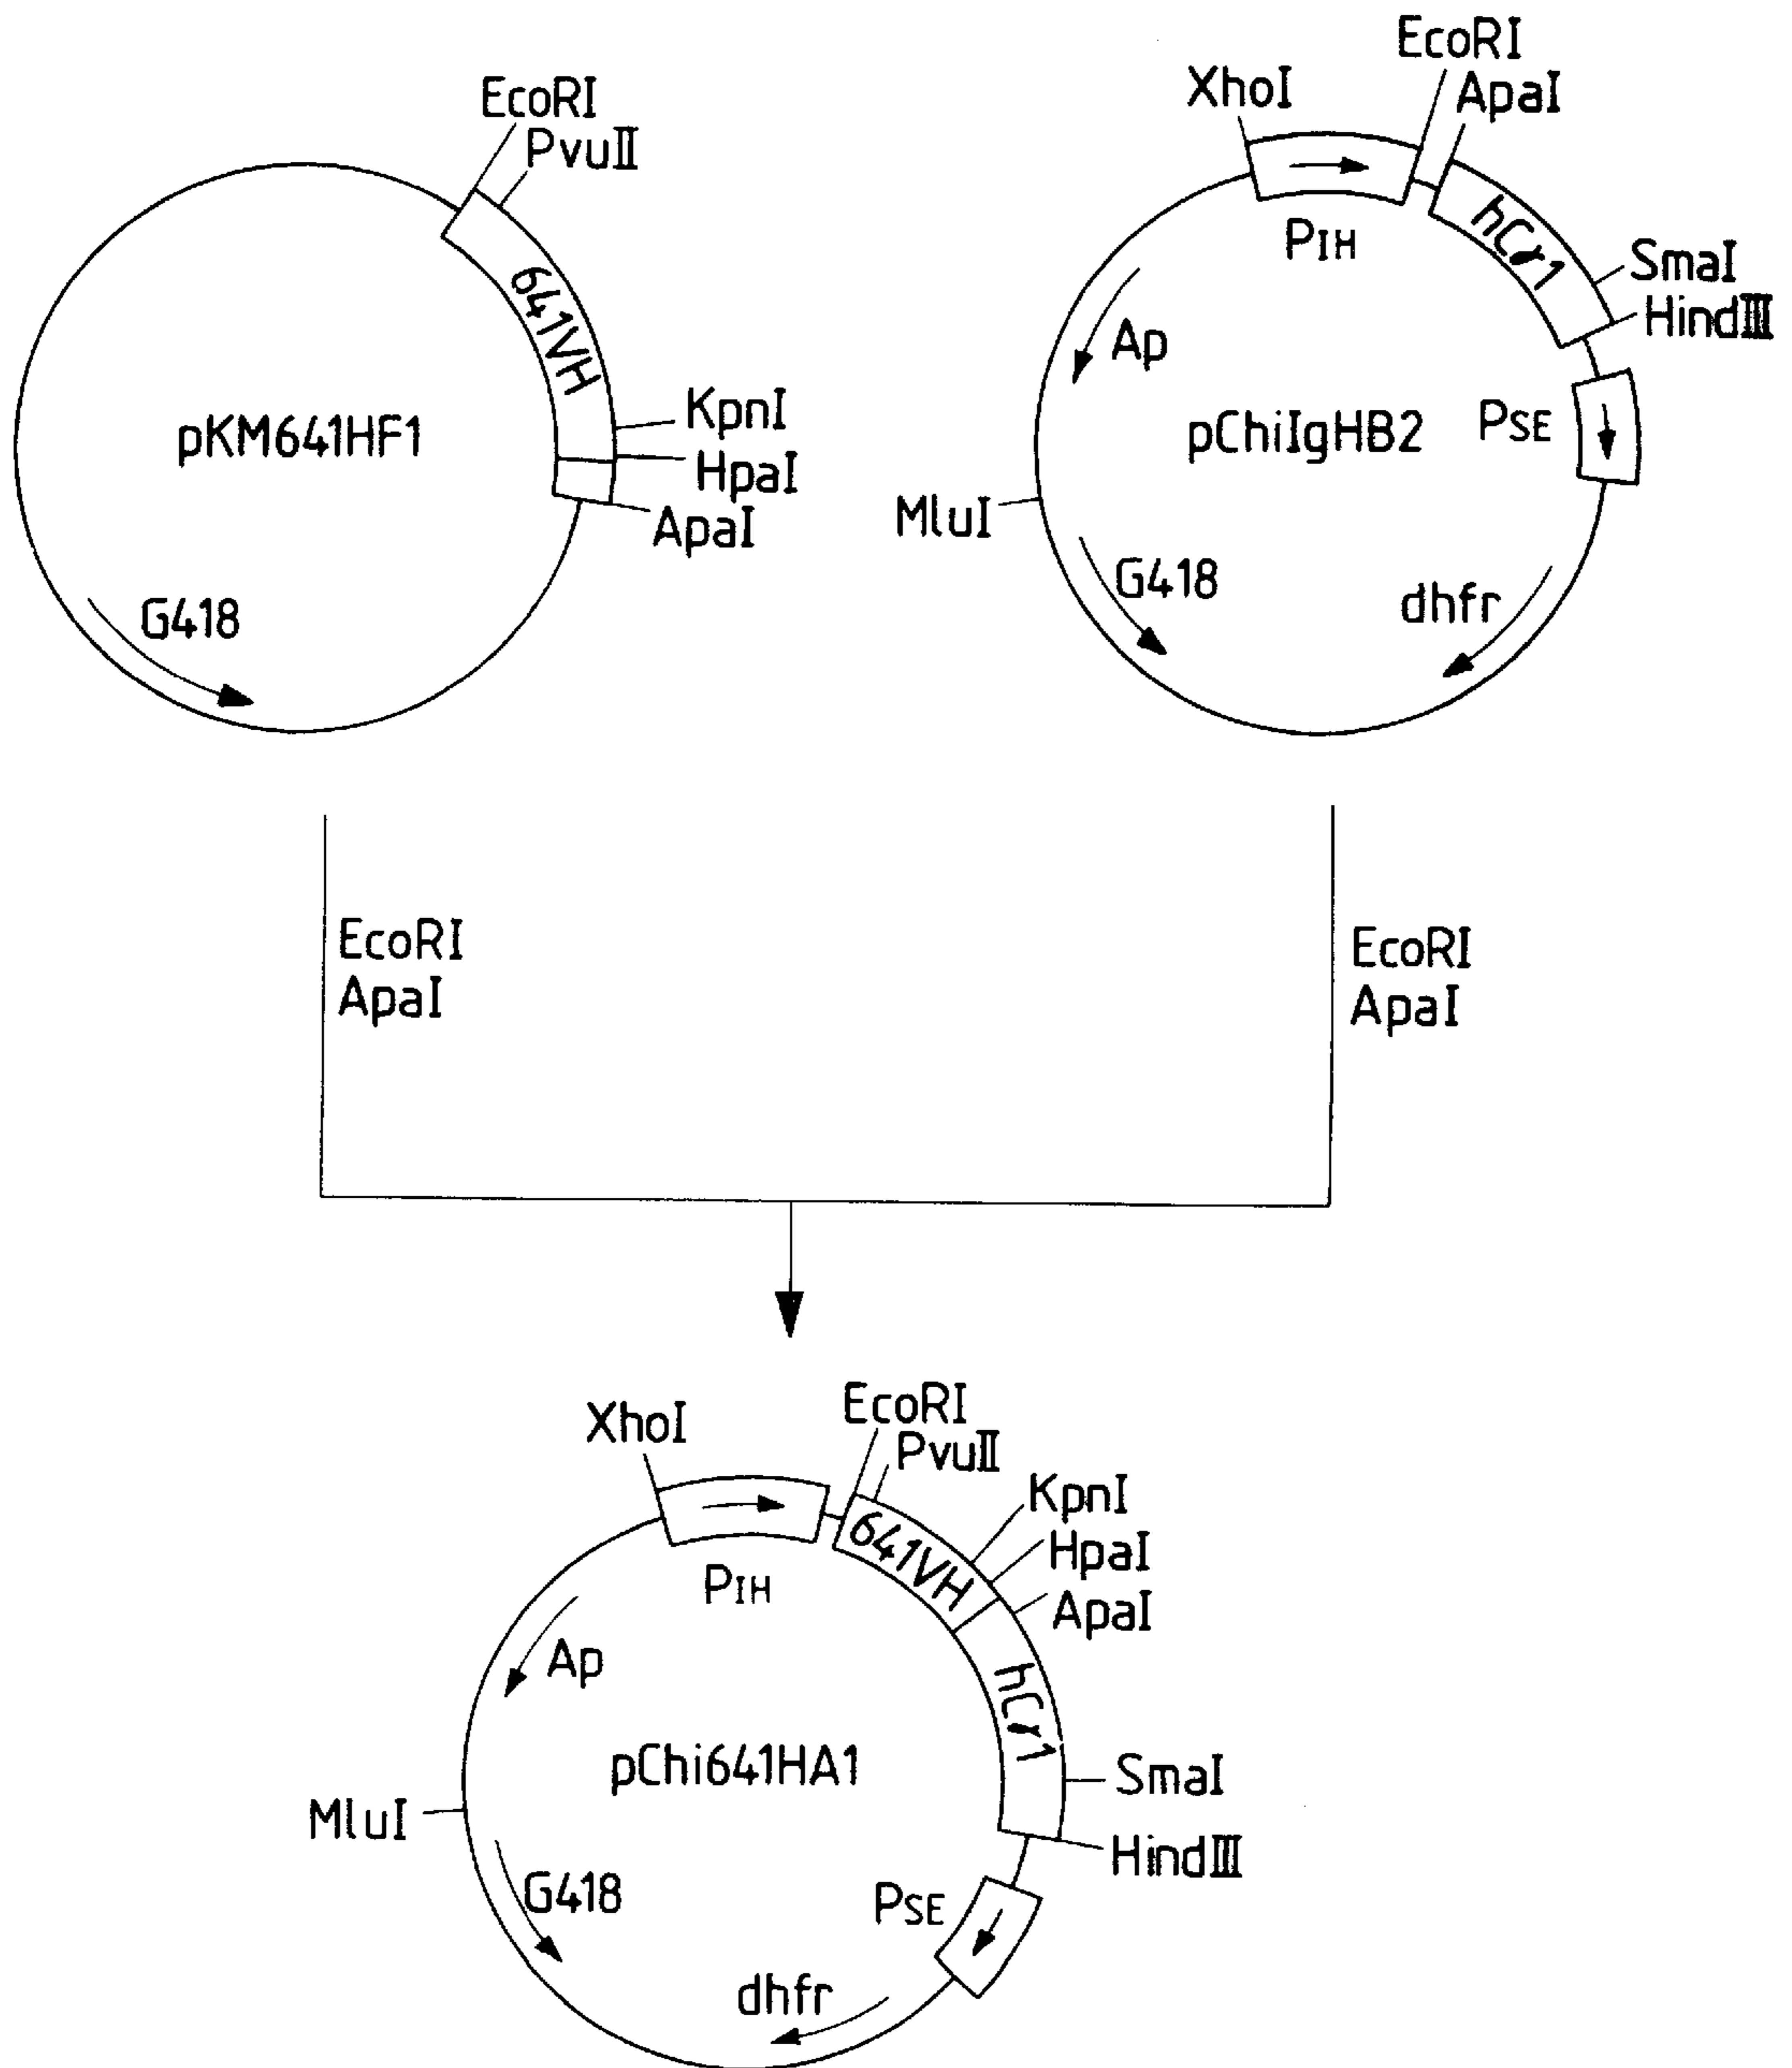 EcoRI
PvuII
641VH
KpnI
HpaI
ApaI
pKM641HF1
G418
EcoRI
ApaI
XhoI
PIH
hCγ1
SmaI
HindIII
PSE
Ap
pChiIgHB2
MluI
G418
dhfr
EcoRI
ApaI
EcoRI
ApaI
XhoI
EcoRI
PvuII
KpnI
HpaI
ApaI
641VH
PIH
Ap
hCγ1
pChi641HA1
SmaI
MluI
HindIII
G418
PSE
dhfr